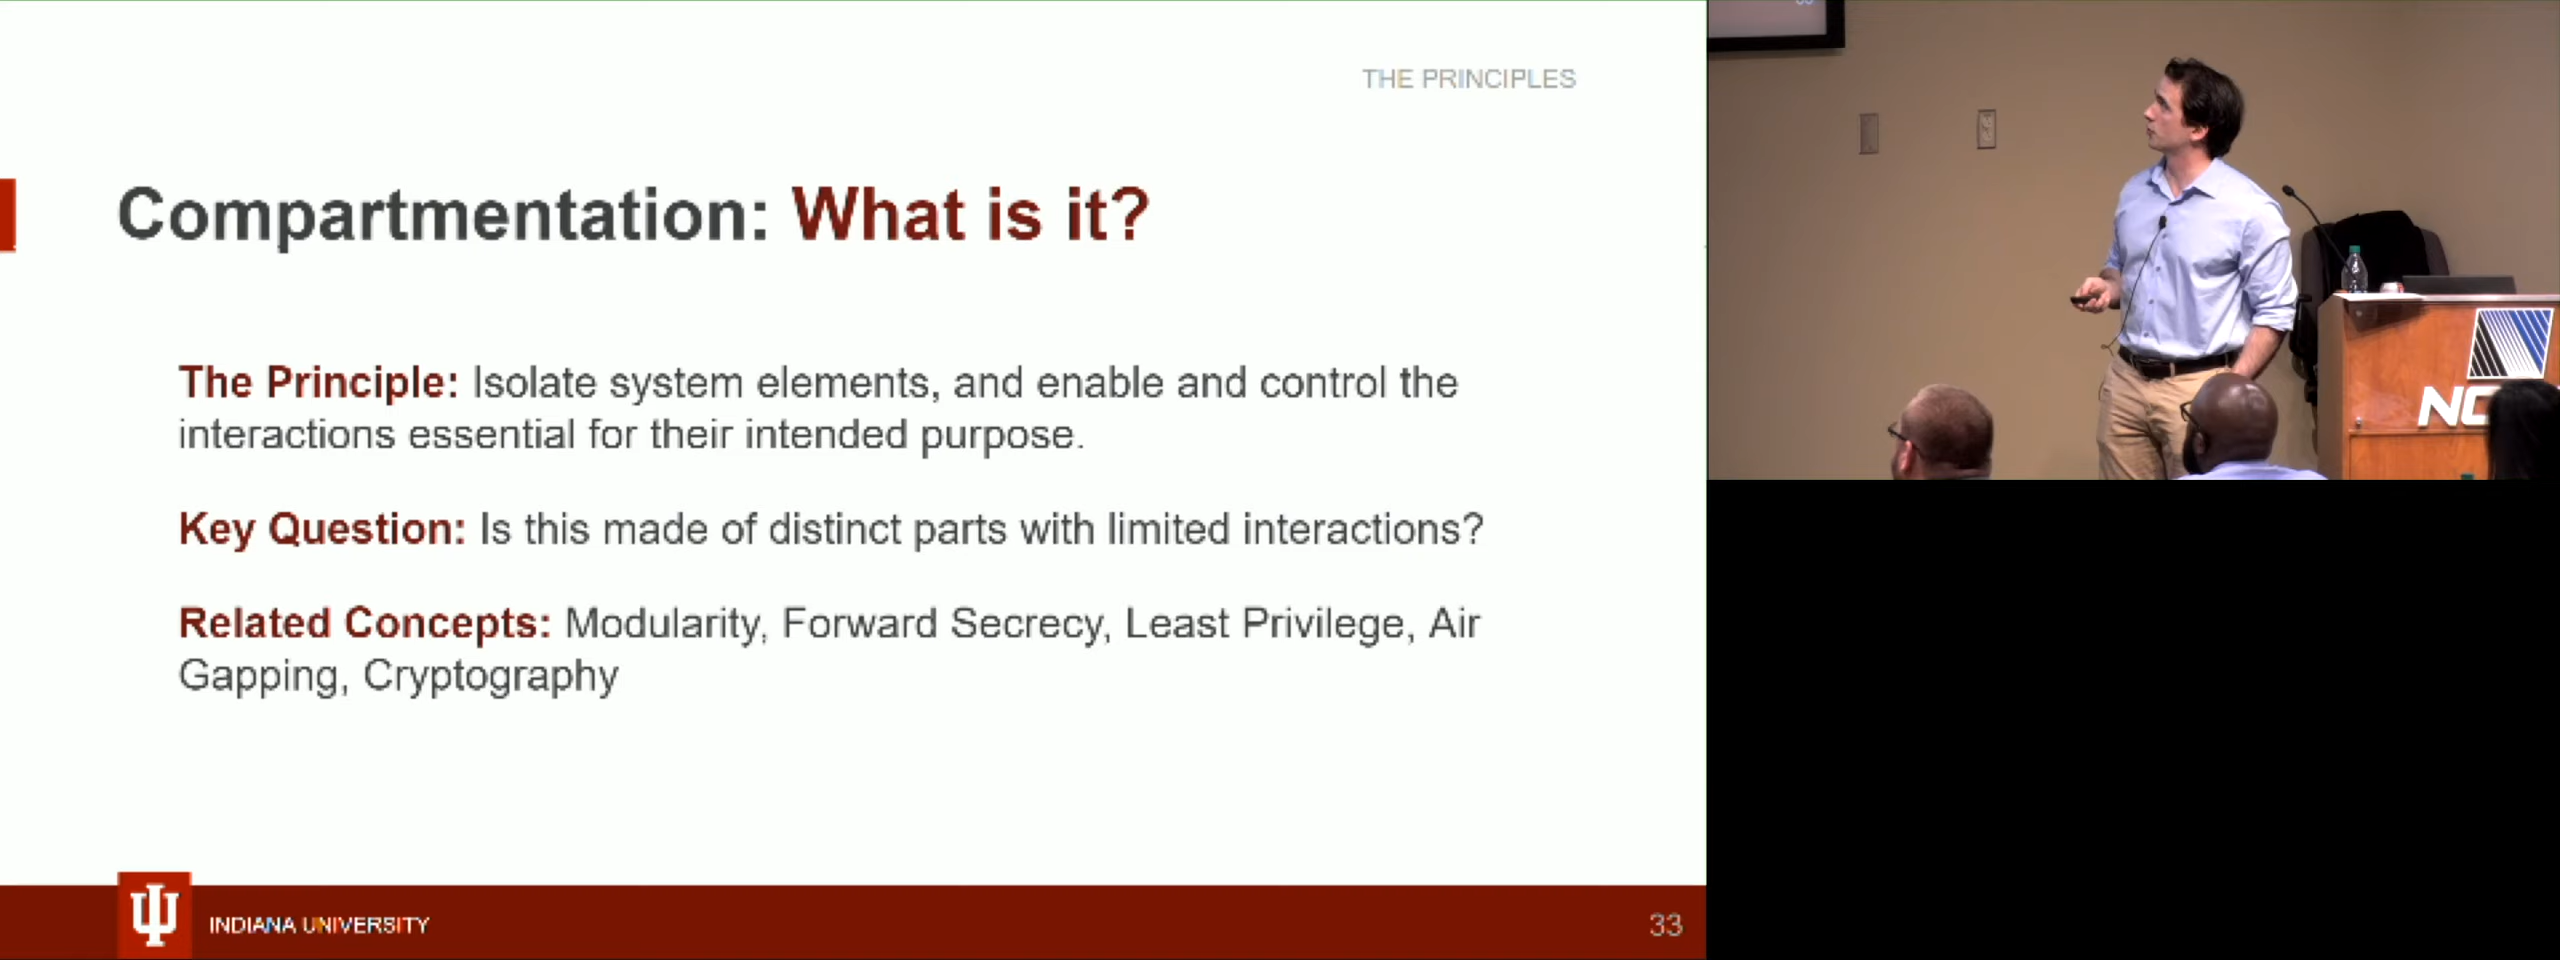 THE PRINCIPLES
Compartmentation: What is it?
The Principle: Isolate system elements, and enable and control the
interactions essential for their intended purpose.
Key Question: Is this made of distinct parts with limited interactions?
Related Concepts: Modularity, Forward Secrecy, Least Privilege, Air
Gapping, Cryptography
INDIANA UNIVERSITY
33